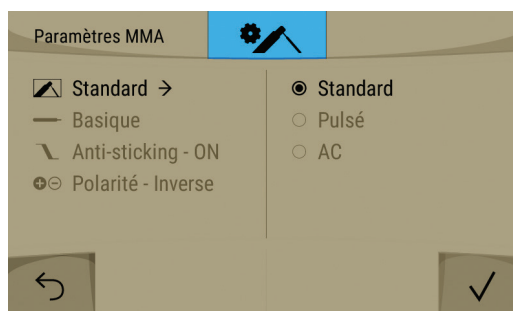 Paramètres MMA
Standard →
Basique
Anti-sticking - ON
Polarité - Inverse
Standard
Pulsé
AC